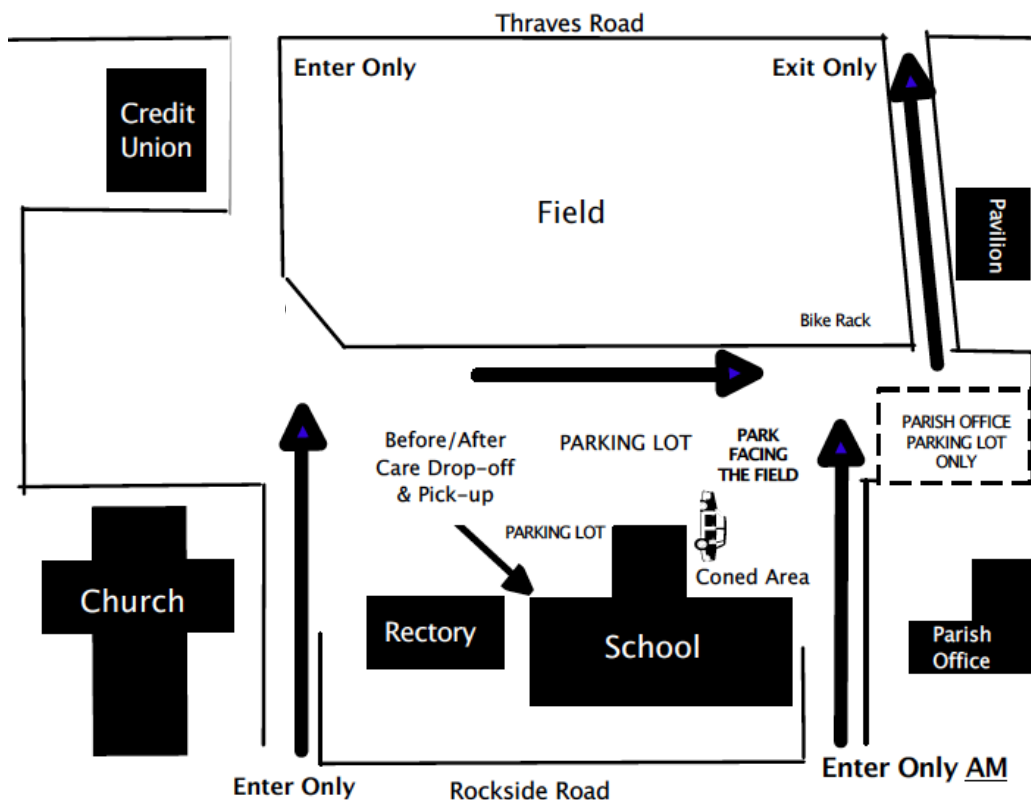 Thraves Road
Enter Only
Exit Only
Credit
Union
Field
Pavilion
Bike Rack
Before/After
Care Drop-off
& Pick-up
PARKING LOT
PARK
FACING
THE FIELD
PARISH OFFICE
PARKING LOT
ONLY
PARKING LOT
Coned Area
Church
Rectory
School
Parish
Office
Enter Only
Rockside Road
Enter Only AM